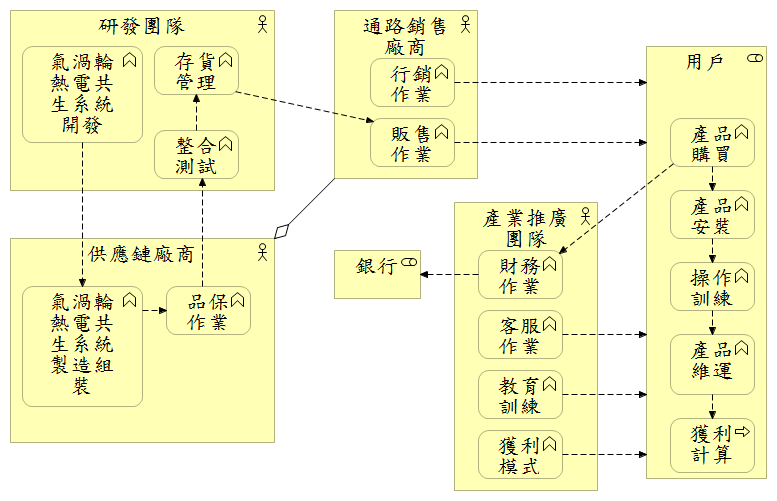 研發團隊
氣渦輪
熱電共
生系統
開發
存貨
管理
整合
測試
通路銷售
廠商
行銷
作業
販售
作業
用戶
產品
購買
產品
安裝
操作
訓練
產品
維運
獲利
計算
供應鏈廠商
氣渦輪
熱電共
生系統
製造組
裝
品保
作業
銀行
產業推廣
團隊
財務
作業
客服
作業
教育
訓練
獲利
模式